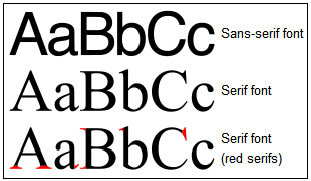 AaBbCc Sans-serif font
AaBbCc Serif font
AaBbCc Serif font
(red serifs)